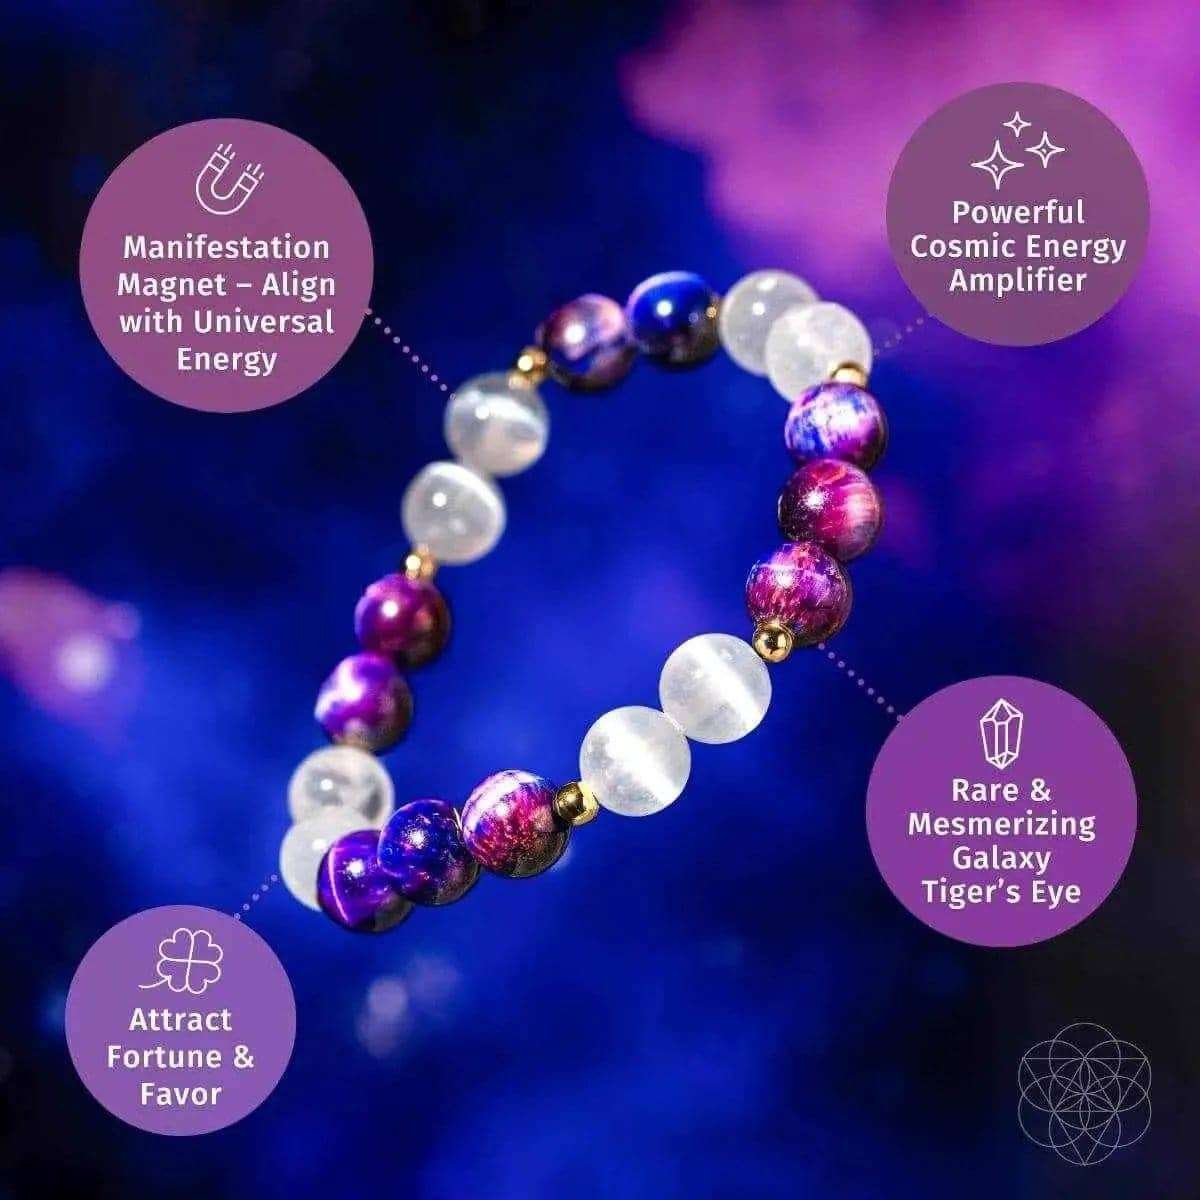 Manifestation
Magnet – Align
with Universal
Energy
Powerful
Cosmic Energy
Amplifier
Rare &
Mesmerizing
Galaxy
Tiger’s Eye
Attract
Fortune &
Favor